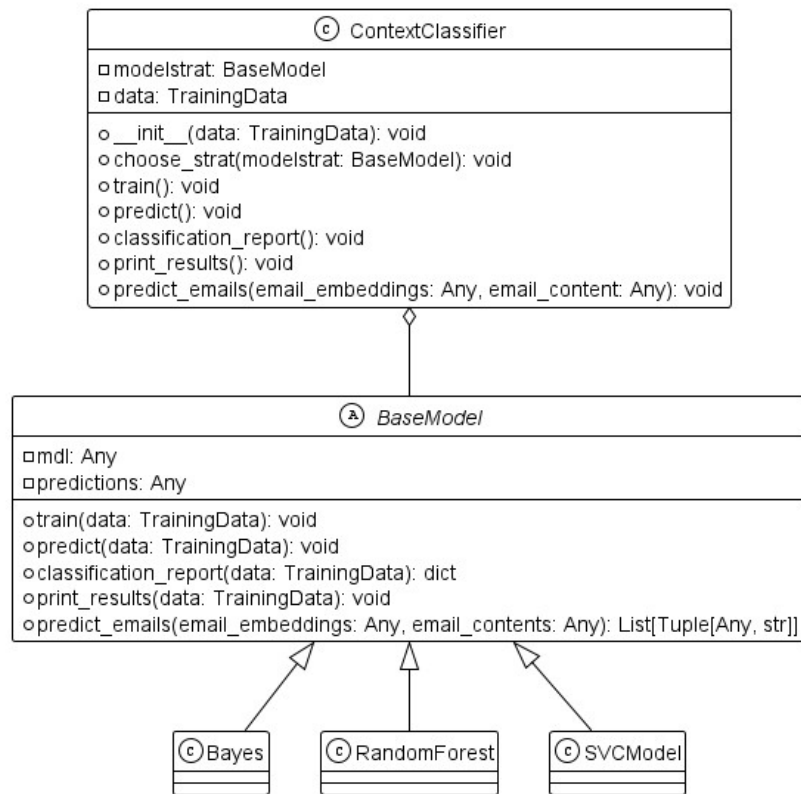 C ContextClassifier
modelstrat: BaseModel
data: TrainingData
__init__(data: TrainingData): void
choose_strat(modelstrat: BaseModel): void
train(): void
predict(): void
classification_report(): void
print_results(): void
predict_emails(email_embeddings: Any, email_content: Any): void
A BaseModel
mdl: Any
predictions: Any
train(data: TrainingData): void
predict(data: TrainingData): void
classification_report(data: TrainingData): dict
print_results(data: TrainingData): void
predict_emails(email_embeddings: Any, email_contents: Any): List[Tuple[Any, str]]
C Bayes
C RandomForest
C SVCModel